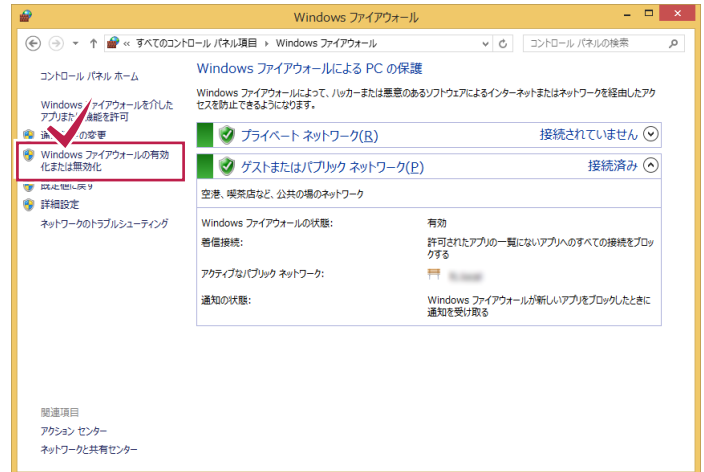 Windows ファイアウォール
« すべてのコントロール パネル項目 › Windows ファイアウォール
コントロール パネルの検索
コントロール パネル ホーム
Windows ファイアウォールを介した
アプリまたは機能を許可
の変更
Windows ファイアウォールの有効
化または無効化
既定値に戻す
詳細設定
ネットワークのトラブルシューティング
Windows ファイアウォールによる PC の保護
Windows ファイアウォールによって、ハッカーまたは悪意のあるソフトウェアによるインターネットまたはネットワークを経由したアク
セスを防止できるようになります。
プライベート ネットワーク(R)
接続されていません
ゲストまたはパブリック ネットワーク(P)
接続済み
空港、喫茶店など、公共の場のネットワーク
Windows ファイアウォールの状態:
有効
着信接続:
許可されたアプリの一覧にないアプリへのすべての接続をブロッ
クする
アクティブなパブリック ネットワーク:
通知の状態:
Windows ファイアウォールが新しいアプリをブロックしたときに
通知を受け取る
関連項目
アクション センター
ネットワークと共有センター